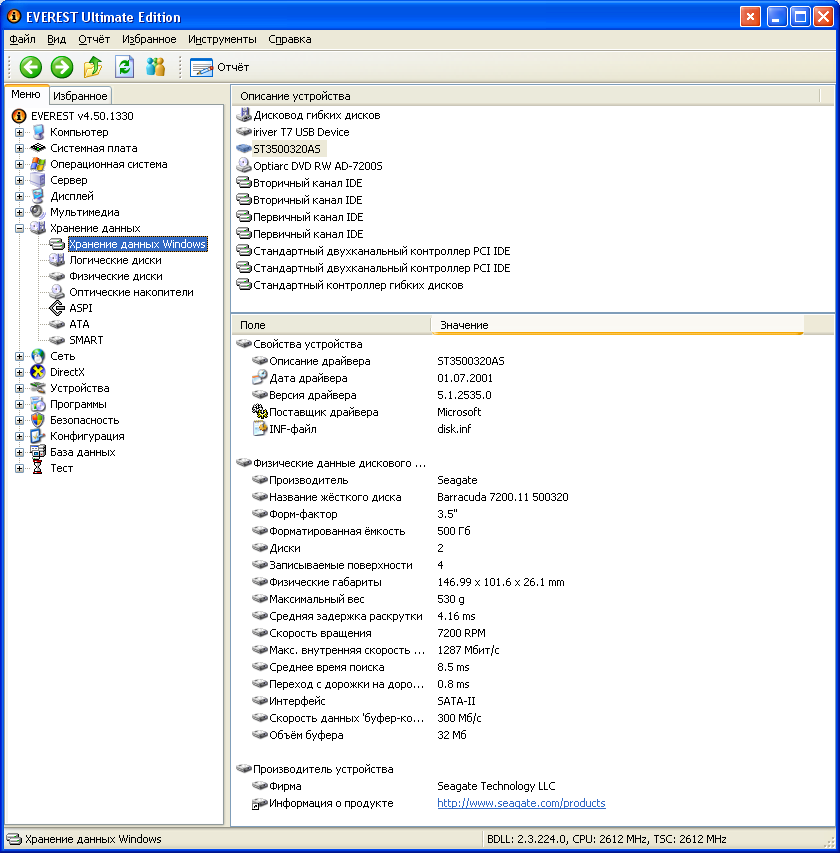 EVEREST Ultimate Edition
Файл Вид Отчёт Избранное Инструменты Справка
Отчёт
Меню Избранное
EVEREST v4.50.1330
Компьютер
Системная плата
Операционная система
Сервер
Дисплей
Мультимедиа
Хранение данных
Хранение данных Windows
Логические диски
Физические диски
Оптические накопители
ASPI
ATA
SMART
Сеть
DirectX
Устройства
Программы
Безопасность
Конфигурация
База данных
Тест
Описание устройства
Дисковод гибких дисков
iriver T7 USB Device
ST3500320AS
Optiarc DVD RW AD-7200S
Вторичный канал IDE
Вторичный канал IDE
Первичный канал IDE
Первичный канал IDE
Стандартный двухканальный контроллер PCI IDE
Стандартный двухканальный контроллер PCI IDE
Стандартный контроллер гибких дисков
Поле Значение
Свойства устройства
Описание драйвера ST3500320AS
Дата драйвера 01.07.2001
Версия драйвера 5.1.2535.0
Поставщик драйвера Microsoft
INF-файл disk.inf
Физические данные дискового ...
Производитель Seagate
Название жёсткого диска Barracuda 7200.11 500320
Форм-фактор 3.5"
Форматированная ёмкость 500 Гб
Диски 2
Записываемые поверхности 4
Физические габариты 146.99 x 101.6 x 26.1 mm
Максимальный вес 530 g
Средняя задержка раскрутки 4.16 ms
Скорость вращения 7200 RPM
Макс. внутренняя скорость ... 1287 Мбит/с
Среднее время поиска 8.5 ms
Переход с дорожки на доро... 0.8 ms
Интерфейс SATA-II
Скорость данных 'буфер-ко... 300 Мб/с
Объём буфера 32 Мб
Производитель устройства
Фирма Seagate Technology LLC
Информация о продукте http://www.seagate.com/products
Хранение данных Windows BDLL: 2.3.224.0, CPU: 2612 MHz, TSC: 2612 MHz